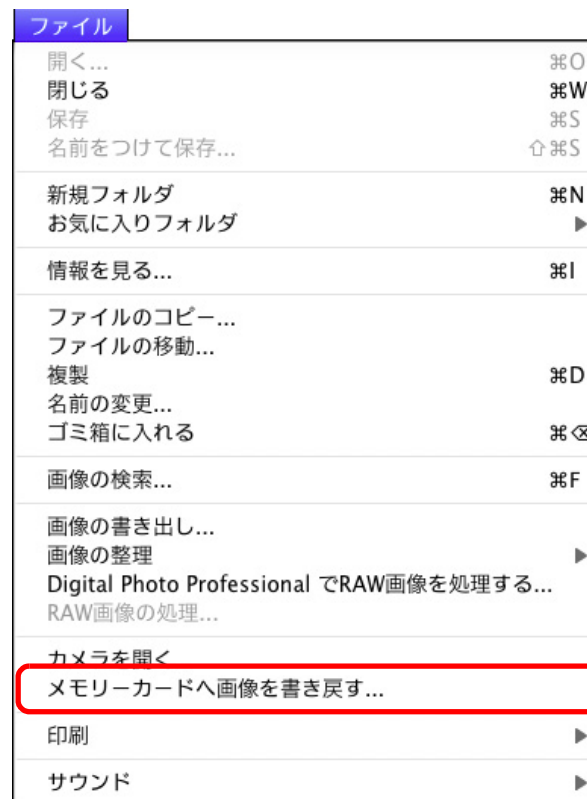 ファイル
開く... ⌘O
閉じる ⌘W
保存 ⌘S
名前をつけて保存... ⇧⌘S
新規フォルダ ⌘N
お気に入りフォルダ ▶
情報を見る... ⌘I
ファイルのコピー...
ファイルの移動...
複製 ⌘D
名前の変更...
ゴミ箱に入れる ⌘⌫
画像の検索... ⌘F
画像の書き出し...
画像の整理 ▶
Digital Photo Professional でRAW画像を処理する...
RAW画像の処理...
カメラを開く
メモリーカードへ画像を書き戻す...
印刷 ▶
サウンド ▶